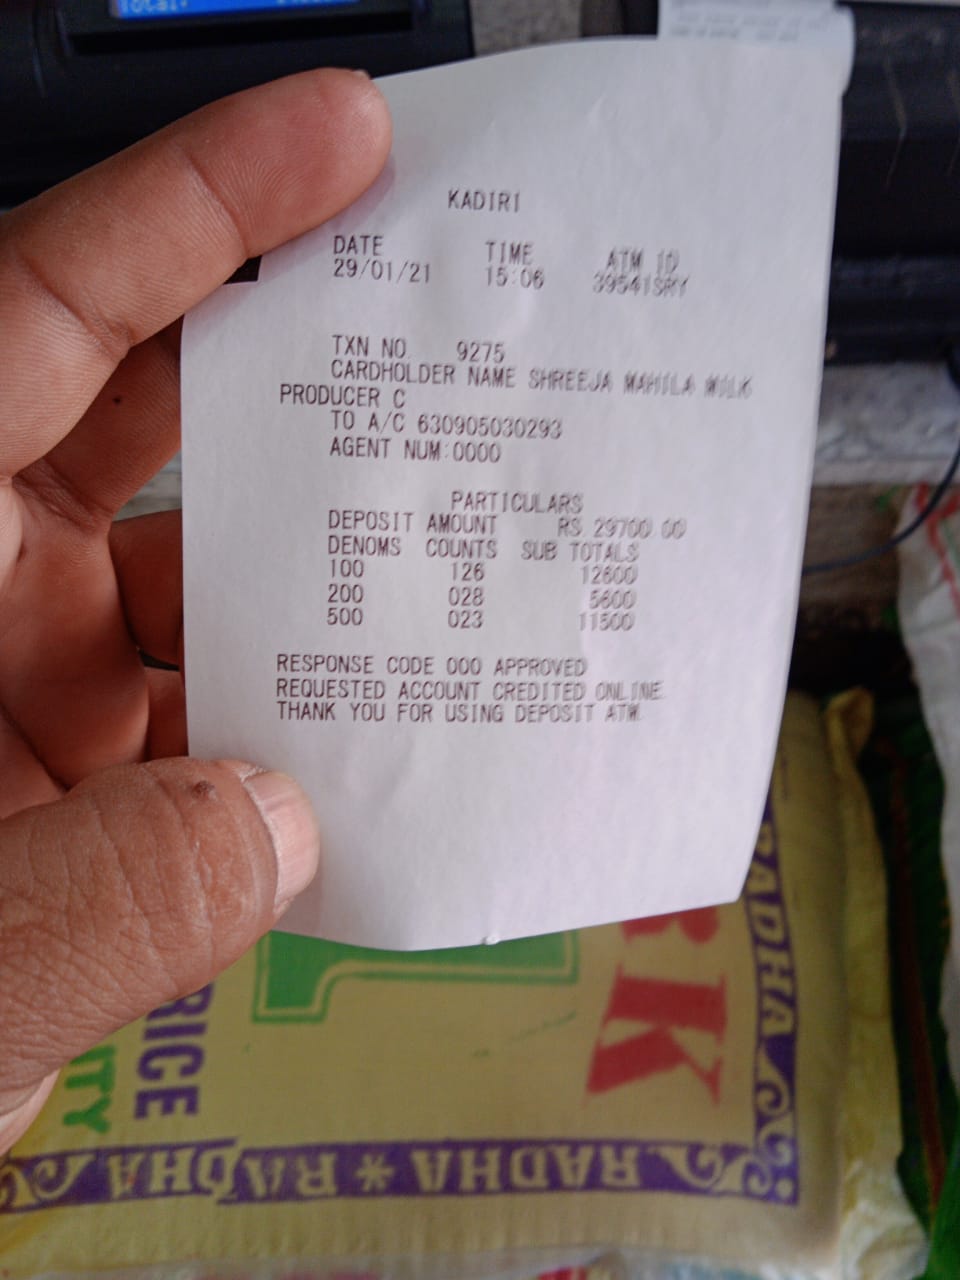 Total:
KADIRI
DATE TIME ATM ID
29/01/21 15:06 39541SRY
TXN NO. 9275
CARDHOLDER NAME SHREEJA MAHILA MILK
PRODUCER C
TO A/C 630905030293
AGENT NUM:0000
PARTICULARS
DEPOSIT AMOUNT RS 29700.00
DENOMS COUNTS SUB TOTALS
100 126 12600
200 028 5600
500 023 11500
RESPONSE CODE 000 APPROVED
REQUESTED ACCOUNT CREDITED ONLINE.
THANK YOU FOR USING DEPOSIT ATM.
RK
RADHA
RICE
ITY
RADHA * RADHA * RADHA